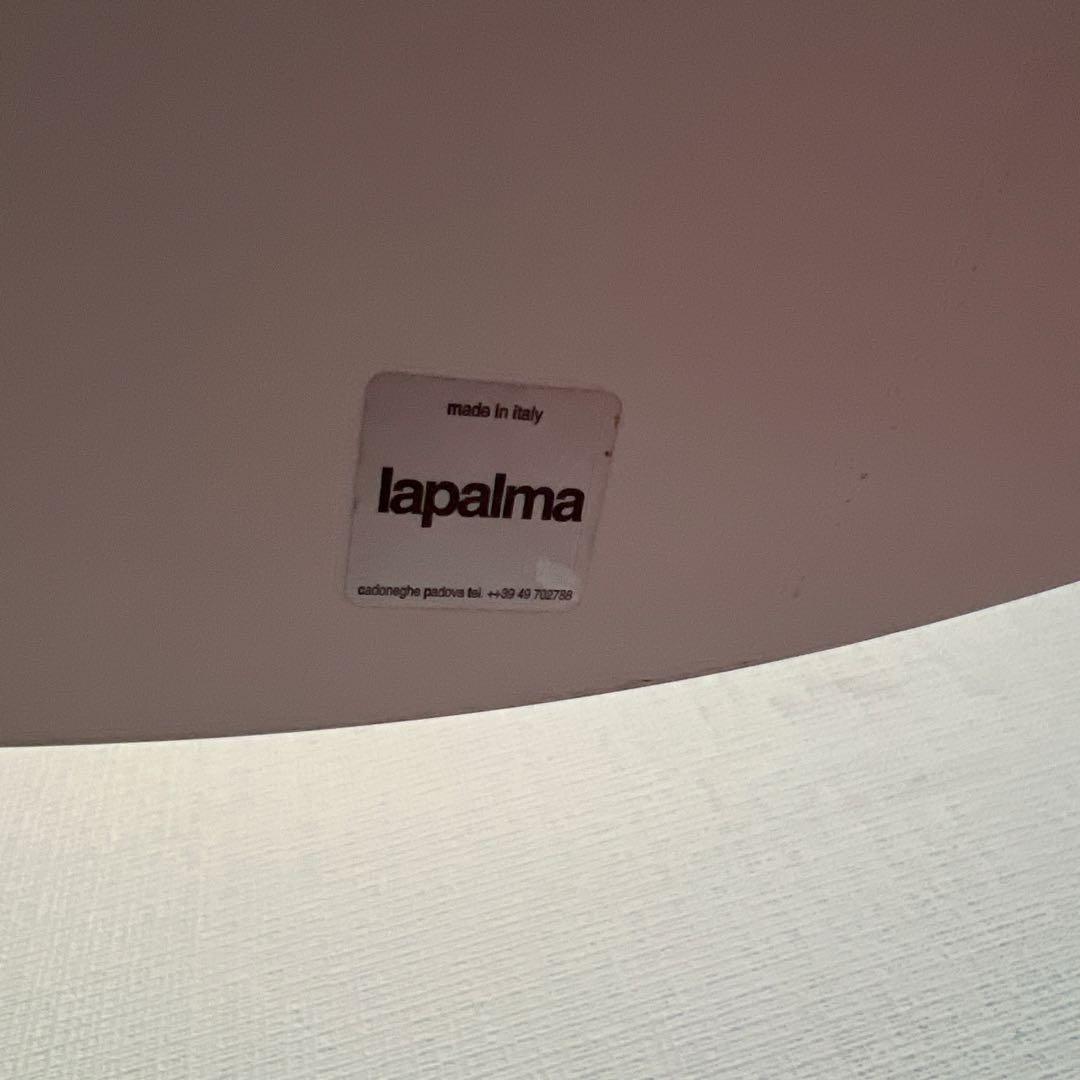 made in italy
lapalma
cadoneghe padova tel. ++39 49 702788